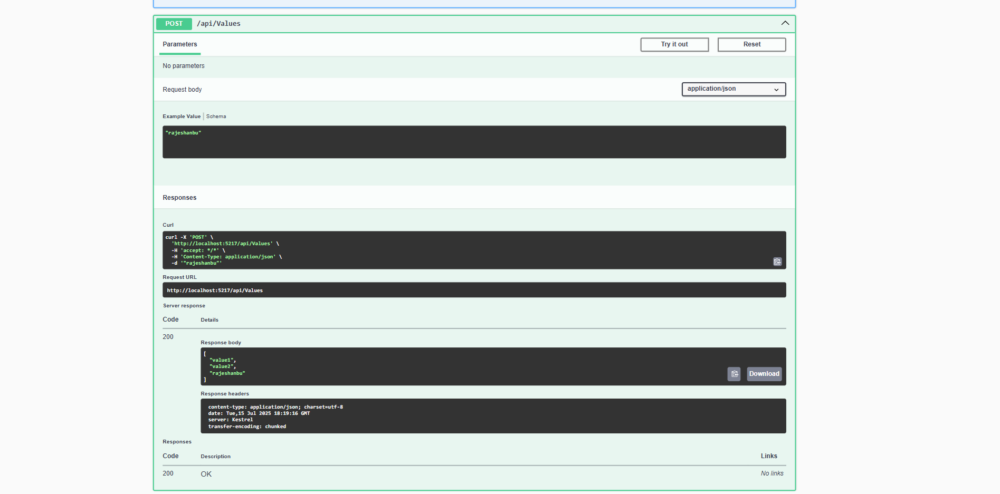 POST /api/Values
Parameters Try it out Reset
No parameters
Request body application/json
Example Value Schema
"rajeshanbu"
Responses
Curl
curl -X 'POST' \
'http://localhost:5217/api/Values' \
-H 'accept: */*' \
-H 'Content-Type: application/json' \
-d '"rajeshanbu"'
Request URL
http://localhost:5217/api/Values
Server response
Code Details
200
Response body
[
"value1",
"value2",
"rajeshanbu"
]
Download
Response headers
content-type: application/json; charset=utf-8
date: Tue,15 Jul 2025 18:19:16 GMT
server: Kestrel
transfer-encoding: chunked
Responses
Code Description Links
200 OK No links